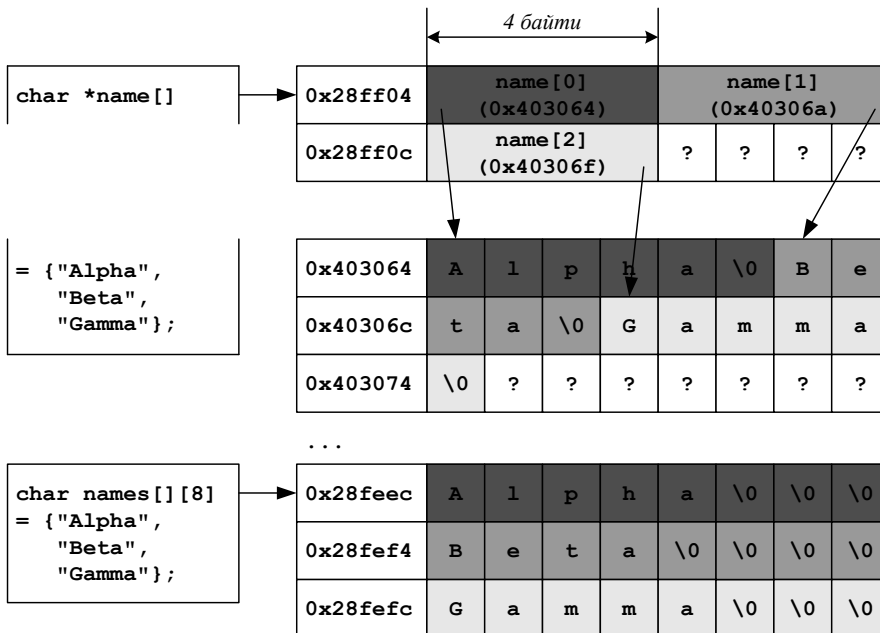 4 байти
char *name[]
0x28ff04 name[0] (0x403064) name[1] (0x40306a)
0x28ff0c name[2] (0x40306f) ? ? ? ?
= {"Alpha",
"Beta",
"Gamma"};
0x403064 A l p h a \0 B e
0x40306c t a \0 G a m m a
0x403074 \0 ? ? ? ? ? ? ?
...
char names[][8]
= {"Alpha",
"Beta",
"Gamma"};
0x28feec A l p h a \0 \0 \0
0x28fef4 B e t a \0 \0 \0 \0
0x28fefc G a m m a \0 \0 \0